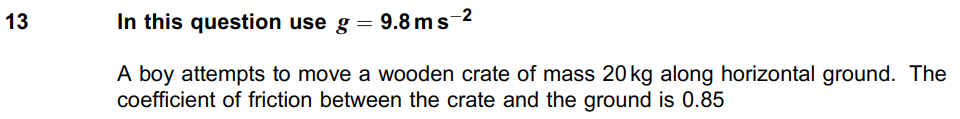 13 In this question use g = 9.8 m s⁻²
A boy attempts to move a wooden crate of mass 20 kg along horizontal ground. The
coefficient of friction between the crate and the ground is 0.85